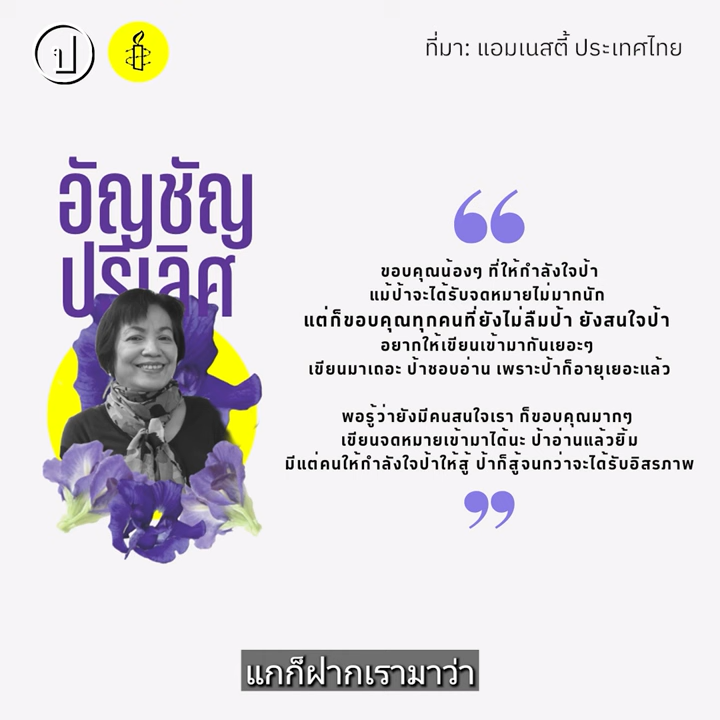 ป
ที่มา: แอมเนสตี้ ประเทศไทย
อัญชัญ
ปรีเลิศ
ขอบคุณน้องๆ ที่ให้กำลังใจป้า
แม้ป้าจะได้รับจดหมายไม่มากนัก
แต่ก็ขอบคุณทุกคนที่ยังไม่ลืมป้า ยังสนใจป้า
อยากให้เขียนเข้ามากันเยอะๆ
เขียนมาเถอะ ป้าชอบอ่าน เพราะป้าก็อายุเยอะแล้ว
พอรู้ว่ายังมีคนสนใจเรา ก็ขอบคุณมากๆ
เขียนจดหมายเข้ามาได้นะ ป้าอ่านแล้วยิ้ม
มีแต่คนให้กำลังใจป้าให้สู้ ป้าก็สู้จนกว่าจะได้รับอิสรภาพ
แกก็ฝากเรามาว่า